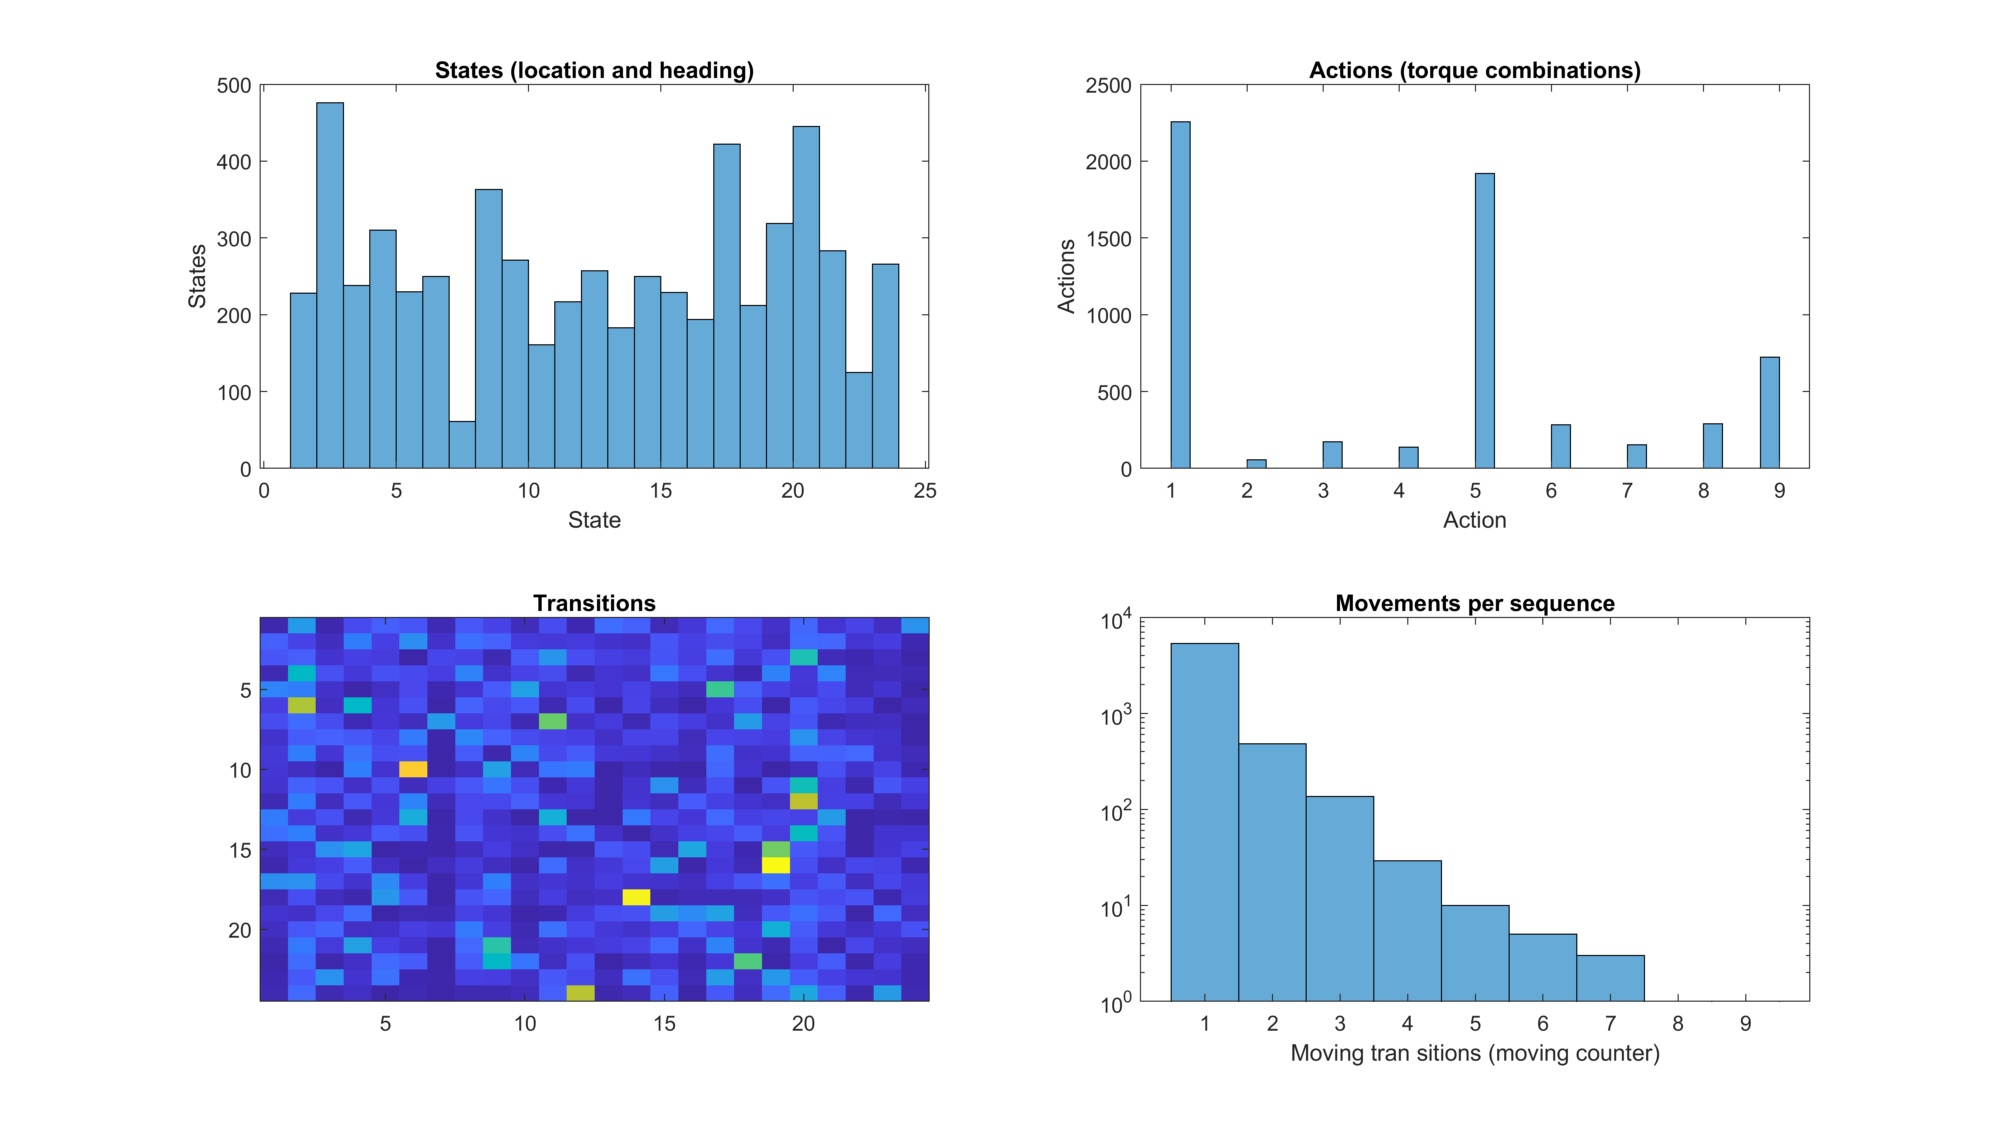 States (location and heading)
500
400
300
200
100
0
States
0 5 10 15 20 25
State
Actions (torque combinations)
2500
2000
1500
1000
500
0
Actions
1 2 3 4 5 6 7 8 9
Action
Transitions
5
10
15
20
5 10 15 20
Movements per sequence
10^4
10^3
10^2
10^1
10^0
1 2 3 4 5 6 7 8 9
Moving tran sitions (moving counter)